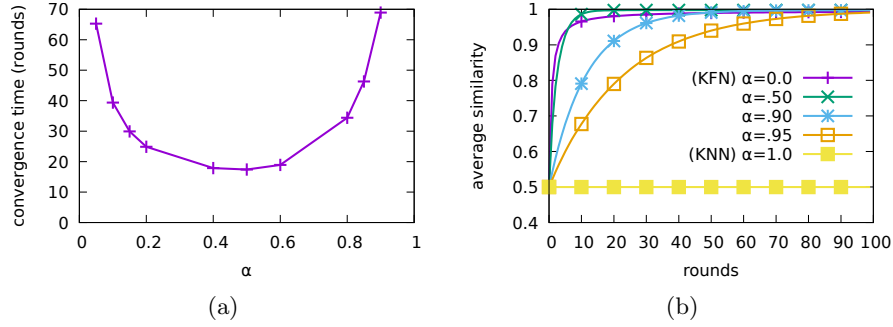 convergence time (rounds)
70
60
50
40
30
20
10
0
0 0.2 0.4 0.6 0.8 1
α
(a)
average similarity
1
0.9
0.8
0.7
0.6
0.5
0.4
(KFN) α=0.0
α=.50
α=.90
α=.95
(KNN) α=1.0
0 10 20 30 40 50 60 70 80 90 100
rounds
(b)